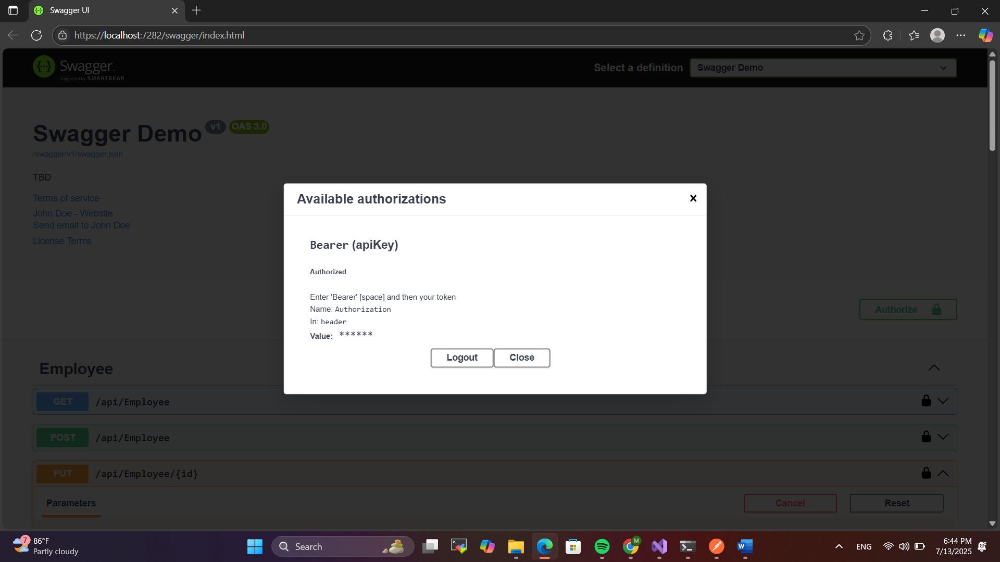 Swagger UI
https://localhost:7282/swagger/index.html
Swagger
Supported by SMARTBEAR
Select a definition
Swagger Demo
Swagger Demo v1 OAS 3.0
/swagger/v1/swagger.json
TBD
Terms of service
John Doe - Website
Send email to John Doe
License Terms
Available authorizations
Bearer (apiKey)
Authorized
Enter 'Bearer' [space] and then your token
Name: Authorization
In: header
Value: ******
Logout
Close
Authorize
Employee
GET /api/Employee
POST /api/Employee
PUT /api/Employee/{id}
Parameters
Cancel
Reset
7
86°F
Partly cloudy
Search
M
ENG
6:44 PM
7/13/2025